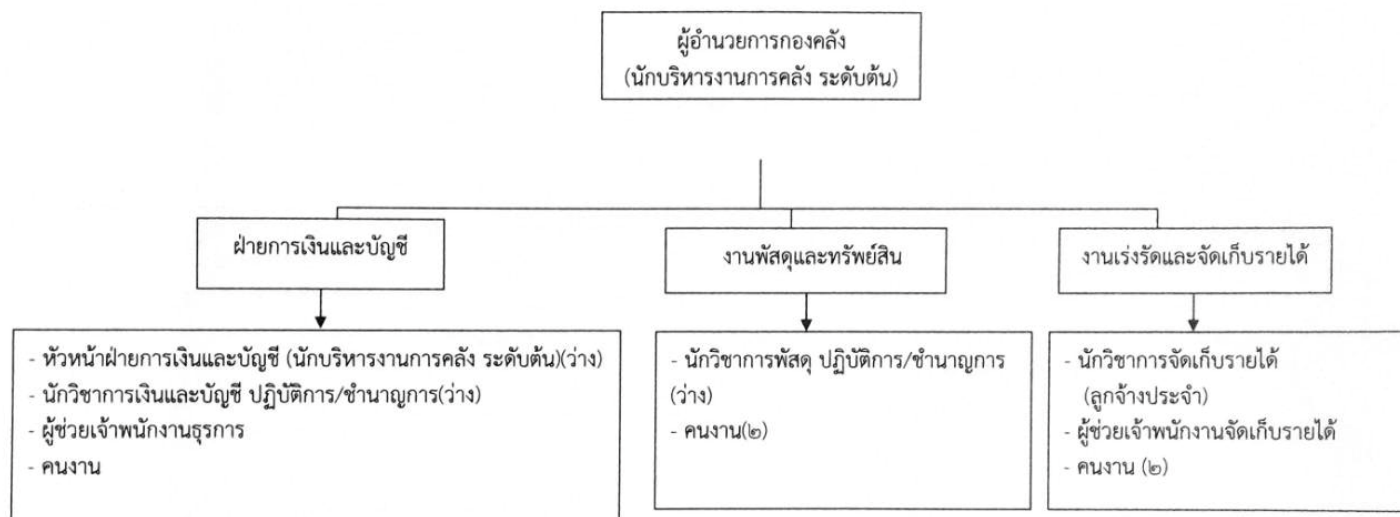 ผู้อำนวยการกองคลัง
(นักบริหารงานการคลัง ระดับต้น)
ฝ่ายการเงินและบัญชี
- หัวหน้าฝ่ายการเงินและบัญชี (นักบริหารงานการคลัง ระดับต้น)(ว่าง)
- นักวิชาการเงินและบัญชี ปฏิบัติการ/ชำนาญการ(ว่าง)
- ผู้ช่วยเจ้าพนักงานธุรการ
- คนงาน
งานพัสดุและทรัพย์สิน
- นักวิชาการพัสดุ ปฏิบัติการ/ชำนาญการ
(ว่าง)
- คนงาน(๒)
งานเร่งรัดและจัดเก็บรายได้
- นักวิชาการจัดเก็บรายได้
(ลูกจ้างประจำ)
- ผู้ช่วยเจ้าพนักงานจัดเก็บรายได้
- คนงาน (๒)